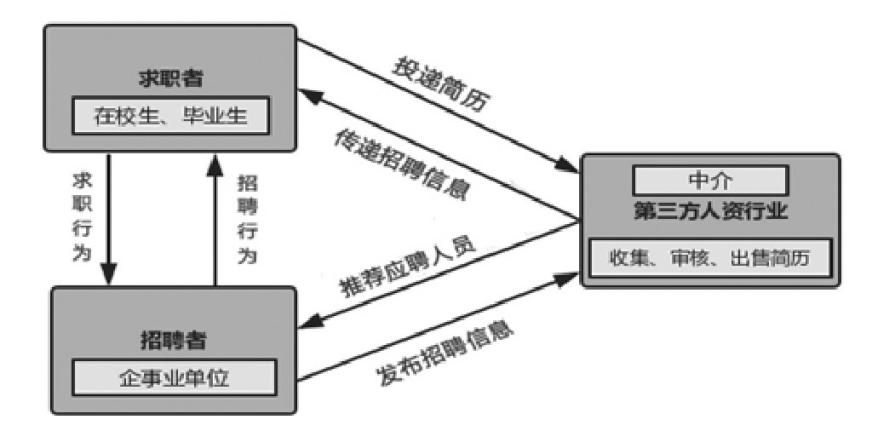 求职者
在校生、毕业生
投递简历
传递招聘信息
求职行为
招聘行为
中介
第三方人资行业
收集、审核、出售简历
推荐应聘人员
发布招聘信息
招聘者
企事业单位